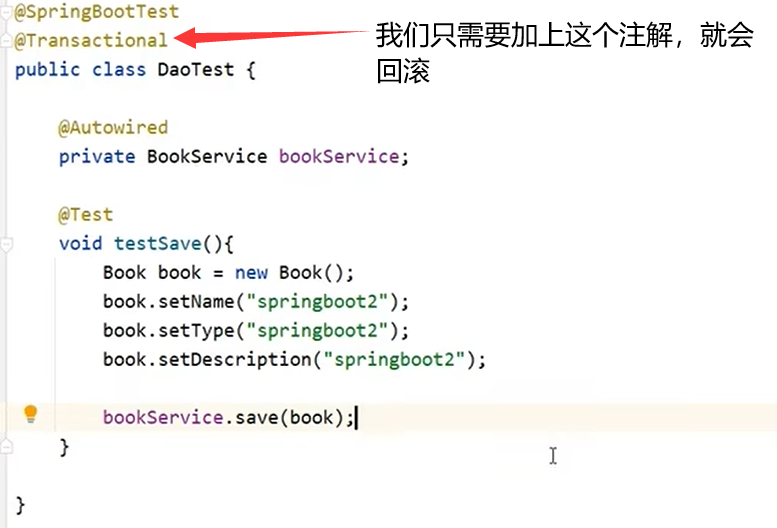 @SpringBootTest
@Transactional
我们只需要加上这个注解，就会
回滚
public class DaoTest {
@Autowired
private BookService bookService;
@Test
void testSave(){
Book book = new Book();
book.setName("springboot2");
book.setType("springboot2");
book.setDescription("springboot2");
bookService.save(book);
}
}